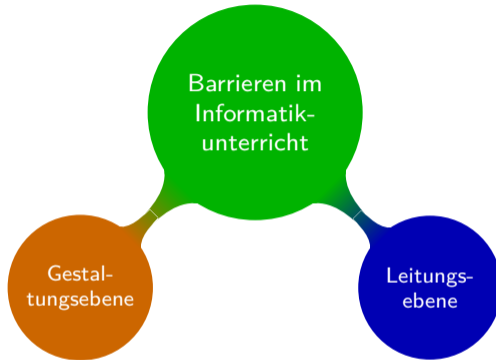 Barrieren im
Informatik-
unterricht
Gestal-
tungsebene
Leitungs-
ebene